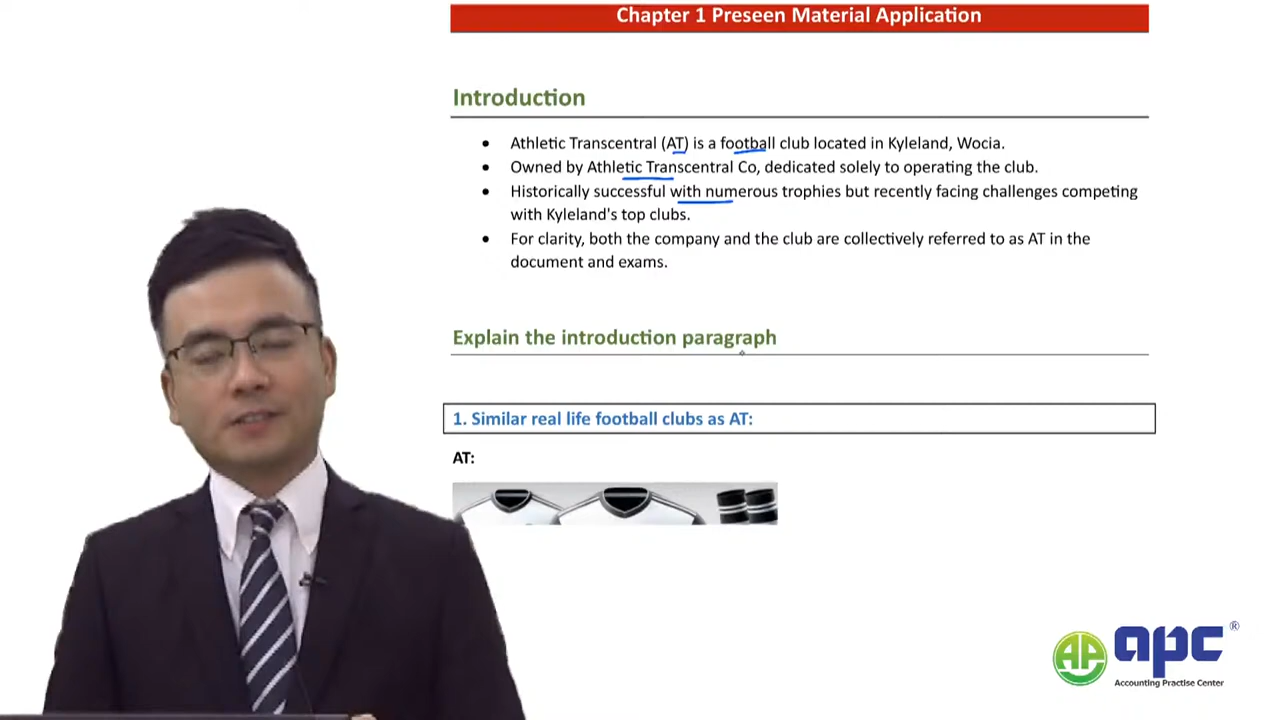 Chapter 1 Preseen Material Application
Introduction
• Athletic Transcentral (AT) is a football club located in Kyleland, Wocia.
• Owned by Athletic Transcentral Co, dedicated solely to operating the club.
• Historically successful with numerous trophies but recently facing challenges competing
with Kyleland's top clubs.
• For clarity, both the company and the club are collectively referred to as AT in the
document and exams.
Explain the introduction paragraph
1. Similar real life football clubs as AT:
AT:
AP apc ®
Accounting Practise Center